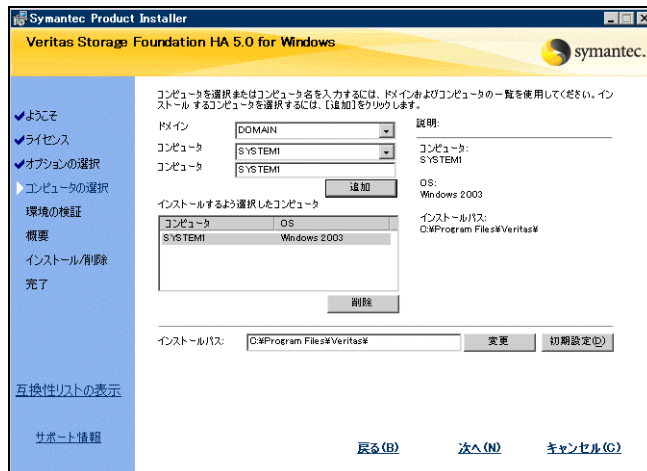 Symantec Product Installer
Veritas Storage Foundation HA 5.0 for Windows
symantec.
ようこそ
ライセンス
オプションの選択
コンピュータの選択
環境の検証
概要
インストール/削除
完了
互換性リストの表示
サポート情報
コンピュータを選択またはコンピュータ名を入力するには、ドメインおよびコンピュータの一覧を使用してください。イン
ストール するコンピュータを選択するには、[追加]をクリックします。
ドメイン
DOMAIN
コンピュータ
SYSTEM1
コンピュータ
SYSTEM1
追加
インストールするよう選択したコンピュータ
コンピュータ OS
SYSTEM1 Windows 2003
削除
説明:
コンピュータ:
SYSTEM1
OS:
Windows 2003
インストールパス:
C:¥Program Files¥Veritas¥
インストールパス: C:¥Program Files¥Veritas¥ 変更 初期設定(D)
戻る(B) 次へ(N) キャンセル(C)